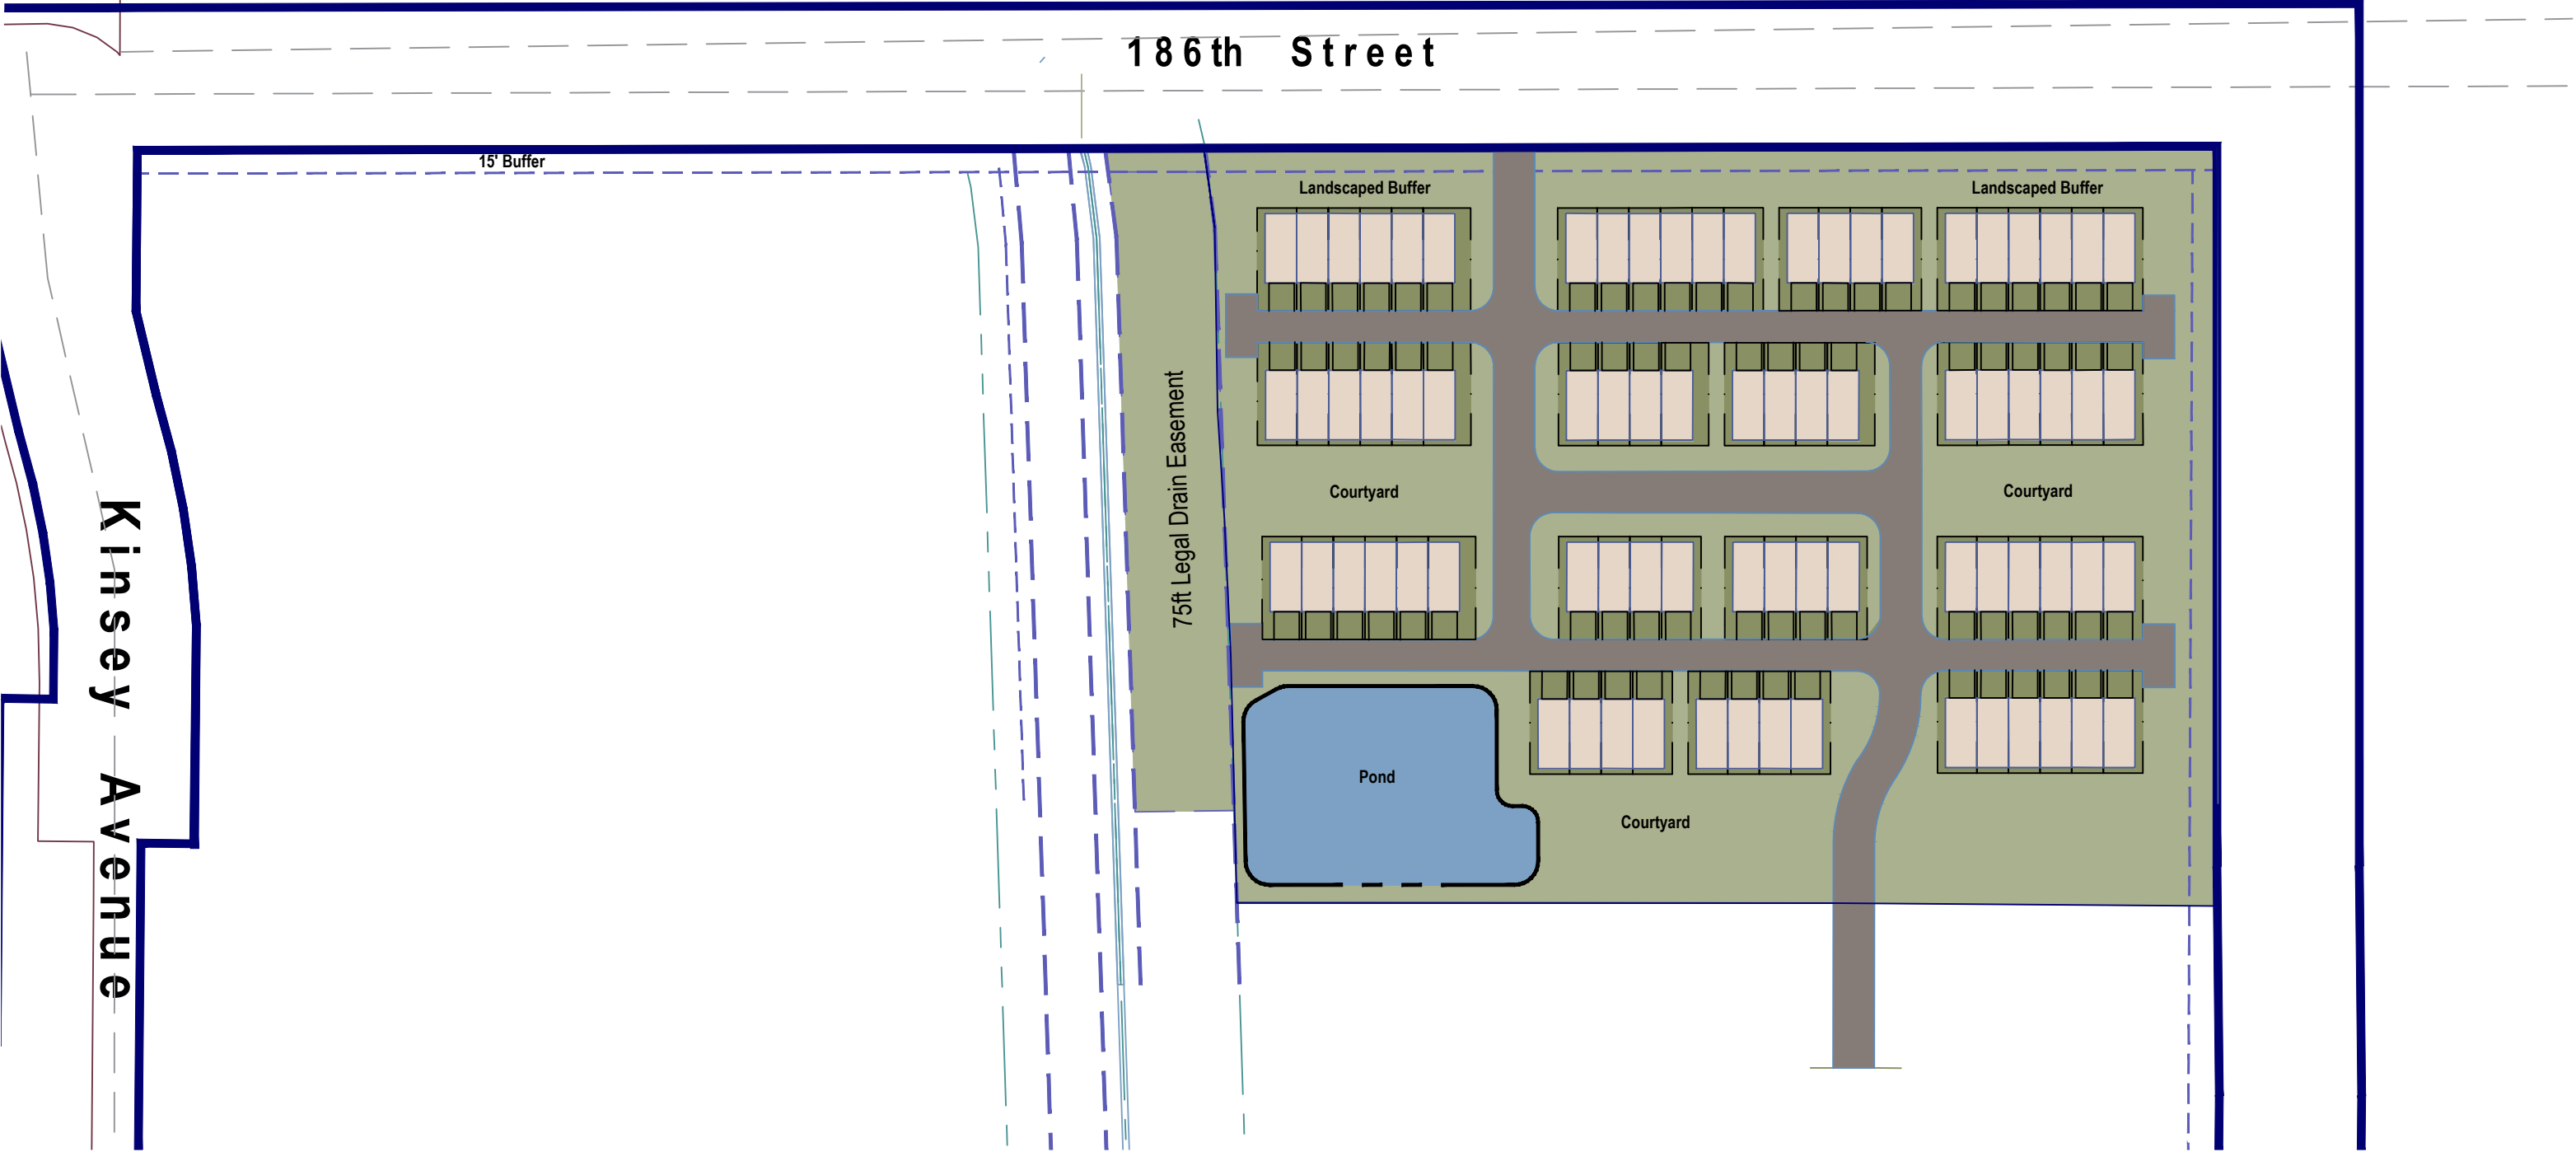 186th Street
15' Buffer
Landscaped Buffer
Landscaped Buffer
75ft Legal Drain Easement
Courtyard
Courtyard
Kinsey Avenue
Pond
Courtyard